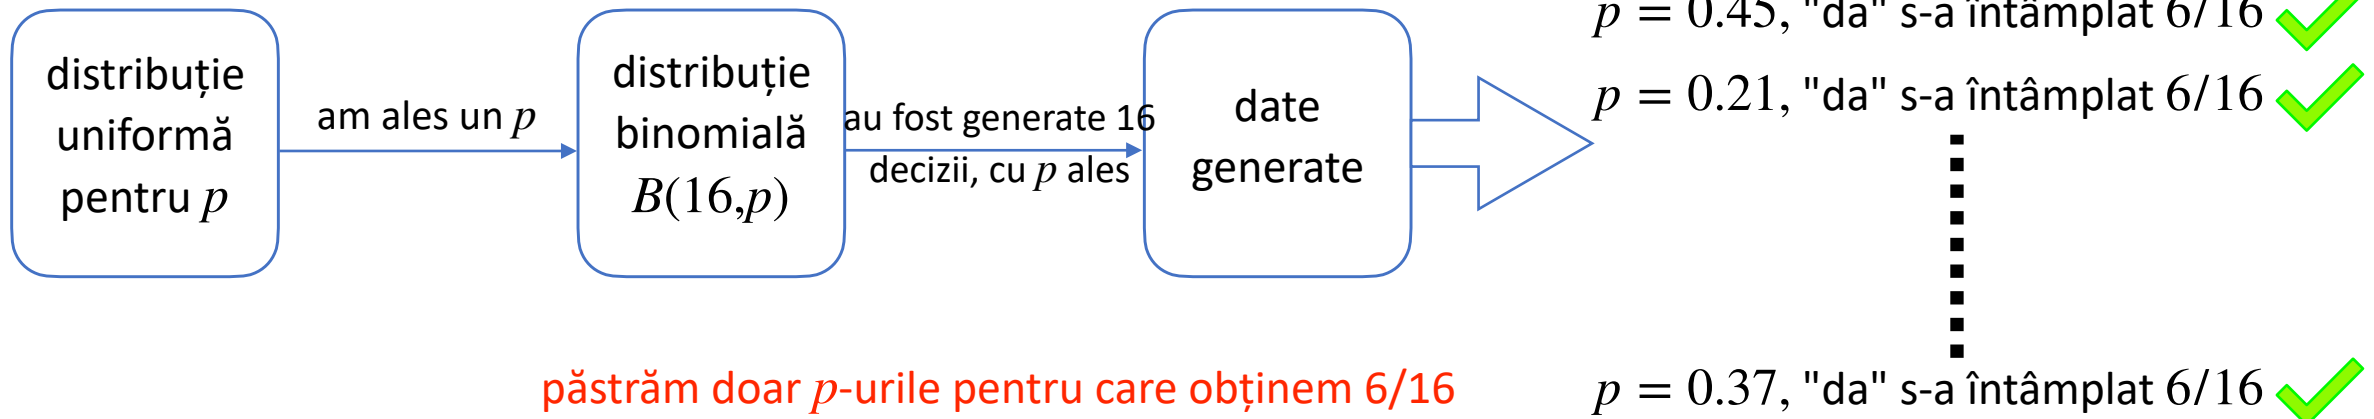 distribuție
uniformă
pentru p
am ales un p
distribuție
binomială
B(16,p)
au fost generate 16
decizii, cu p ales
date
generate
p = 0.45, "da" s-a întâmplat 6/16
p = 0.21, "da" s-a întâmplat 6/16
păstrăm doar p-urile pentru care obținem 6/16
p = 0.37, "da" s-a întâmplat 6/16